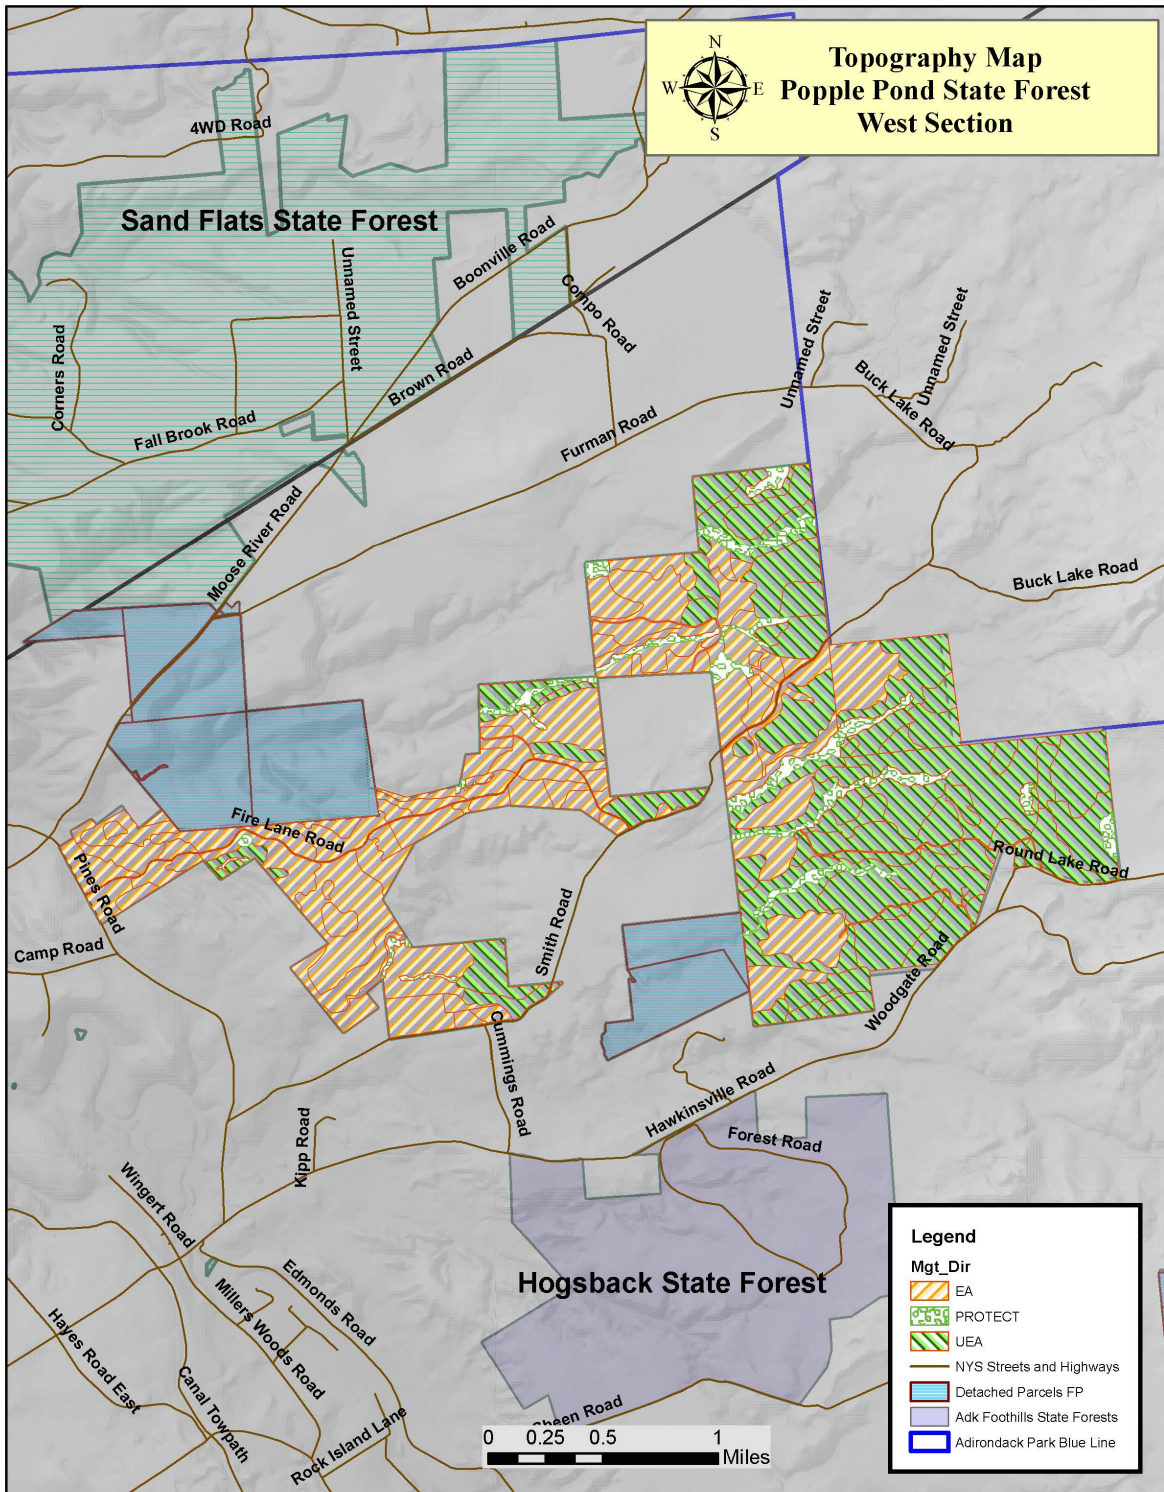 N
W E
S
Topography Map
Popple Pond State Forest
West Section
4WD Road
Sand Flats State Forest
Boonville Road
Unnamed Street
Compo Road
Corners Road
Brown Road
Unnamed Street
Unnamed Street
Buck Lake Road
Fall Brook Road
Furman Road
Moose River Road
Buck Lake Road
Fire Lane Road
Pines Road
Round Lake Road
Camp Road
Smith Road
Woodgate Road
Cummings Road
Hawkinsville Road
Forest Road
Kipp Road
Wingert Road
Edmonds Road
Millers Woods Road
Hogsback State Forest
Hayes Road East
Canal Towpath
Rock Island Lane
Road
Legend
Mgt_Dir
EA
PROTECT
UEA
NYS Streets and Highways
Detached Parcels FP
Adk Foothills State Forests
Adirondack Park Blue Line
0 0.25 0.5 1
Miles